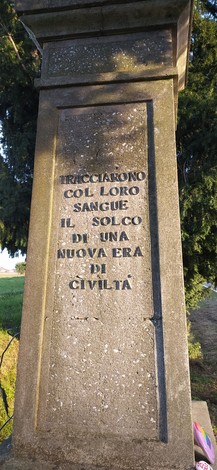 TRACCIARONO
COL LORO
SANGUE
IL SOLCO
DI UNA
NUOVA ERA
DI
CIVILTÀ